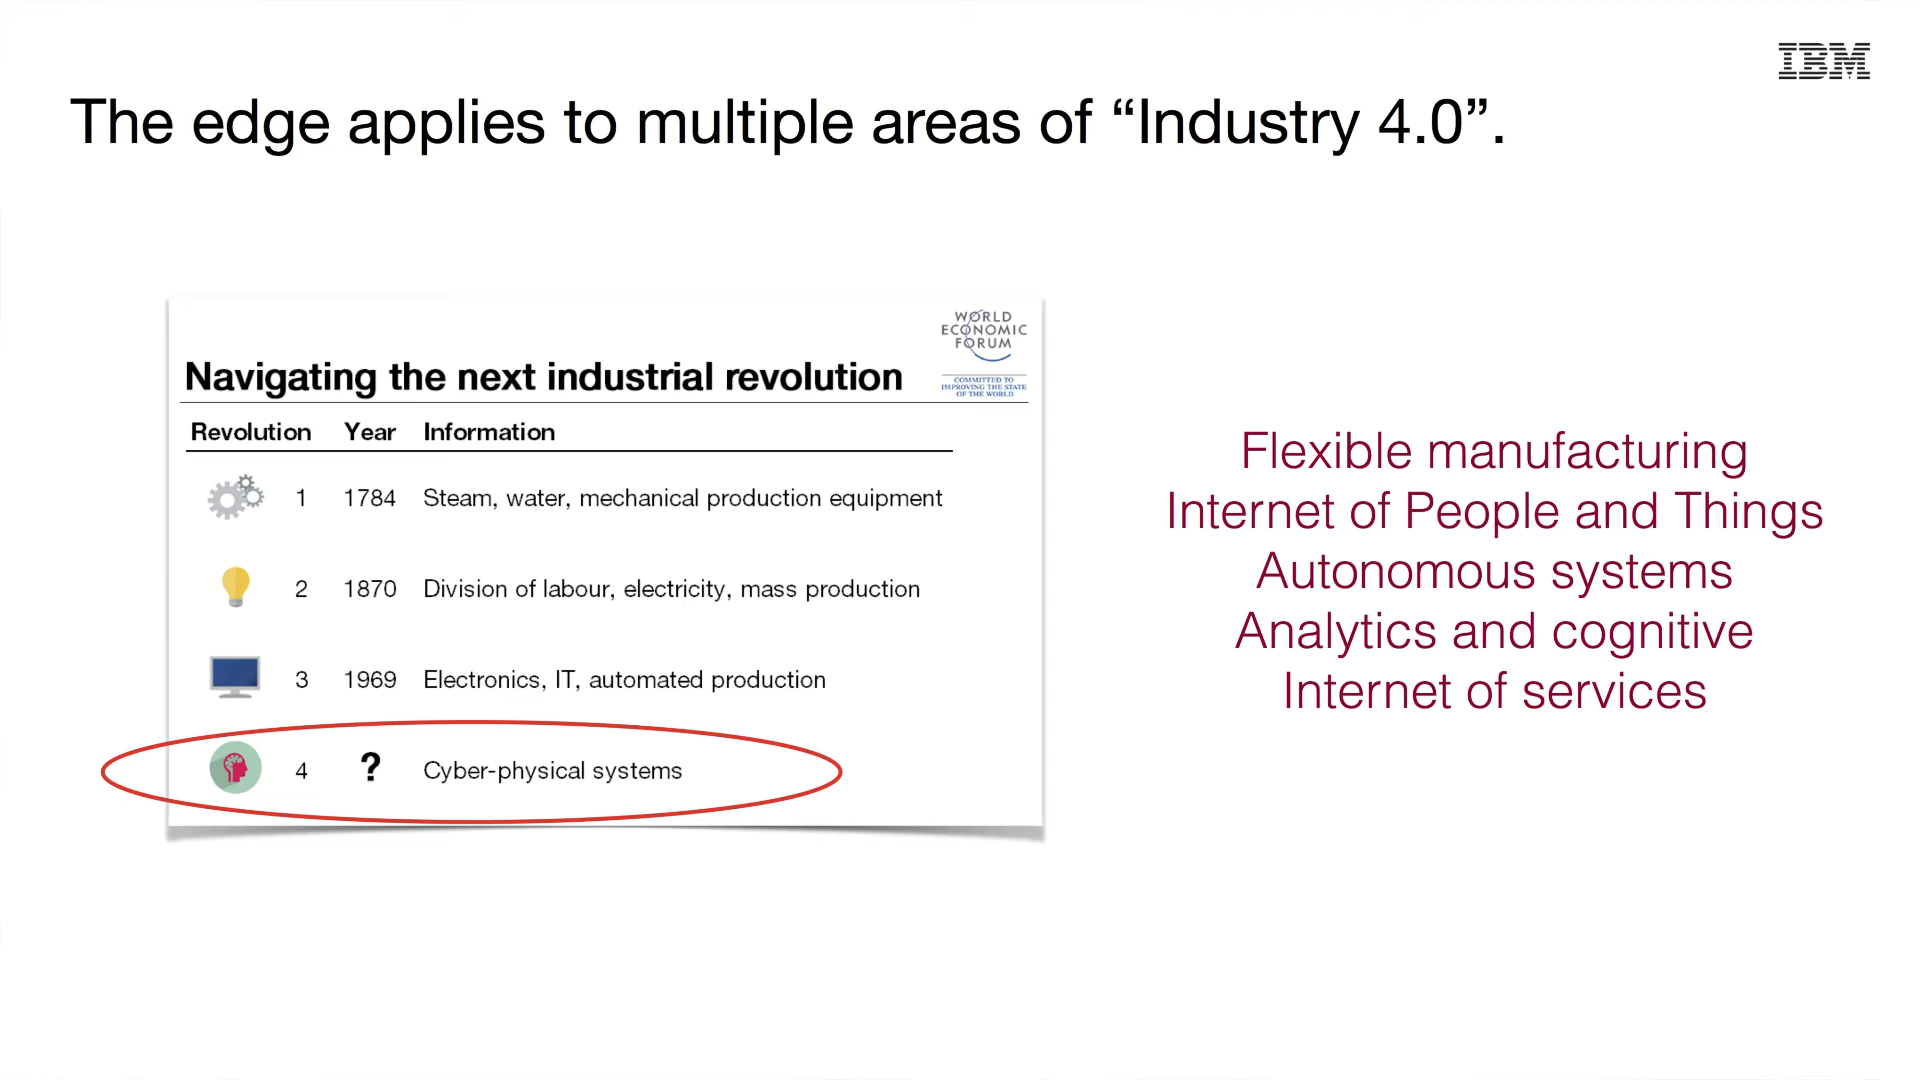 IBM
The edge applies to multiple areas of “Industry 4.0”.
WORLD
ECONOMIC
FORUM
COMMITTED TO
IMPROVING THE STATE
OF THE WORLD
Navigating the next industrial revolution
Revolution Year Information
1 1784 Steam, water, mechanical production equipment
2 1870 Division of labour, electricity, mass production
3 1969 Electronics, IT, automated production
4 ? Cyber-physical systems
Flexible manufacturing
Internet of People and Things
Autonomous systems
Analytics and cognitive
Internet of services